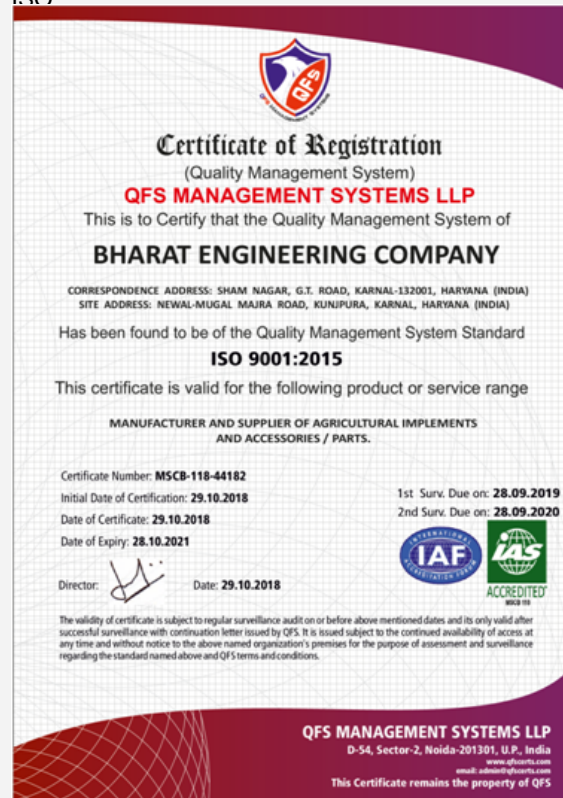 ISO
QFS
QFS MANAGEMENT SYSTEMS
Certificate of Registration
(Quality Management System)
QFS MANAGEMENT SYSTEMS LLP
This is to Certify that the Quality Management System of
BHARAT ENGINEERING COMPANY
CORRESPONDENCE ADDRESS: SHAM NAGAR, G.T. ROAD, KARNAL-132001, HARYANA (INDIA)
SITE ADDRESS: NEWAL-MUGAL MAJRA ROAD, KUNJPURA, KARNAL, HARYANA (INDIA)
Has been found to be of the Quality Management System Standard
ISO 9001:2015
This certificate is valid for the following product or service range
MANUFACTURER AND SUPPLIER OF AGRICULTURAL IMPLEMENTS
AND ACCESSORIES / PARTS.
Certificate Number: MSCB-118-44182
Initial Date of Certification: 29.10.2018
Date of Certificate: 29.10.2018
Date of Expiry: 28.10.2021
1st Surv. Due on: 28.09.2019
2nd Surv. Due on: 28.09.2020
INTERNATIONAL
IAF
ACCREDITATION FORUM
IAS
ACCREDITED
MSCB 118
Director:
Date: 29.10.2018
The validity of certificate is subject to regular surveillance audit on or before above mentioned dates and its only valid after
successful surveillance with continuation letter issued by QFS. It is issued subject to the continued availability of access at
any time and without notice to the above named organization's premises for the purpose of assessment and surveillance
regarding the standard named above and QFS terms and conditions.
QFS MANAGEMENT SYSTEMS LLP
D-54, Sector-2, Noida-201301, U.P., India
www.qfscerts.com
email: admin@qfscerts.com
This Certificate remains the property of QFS